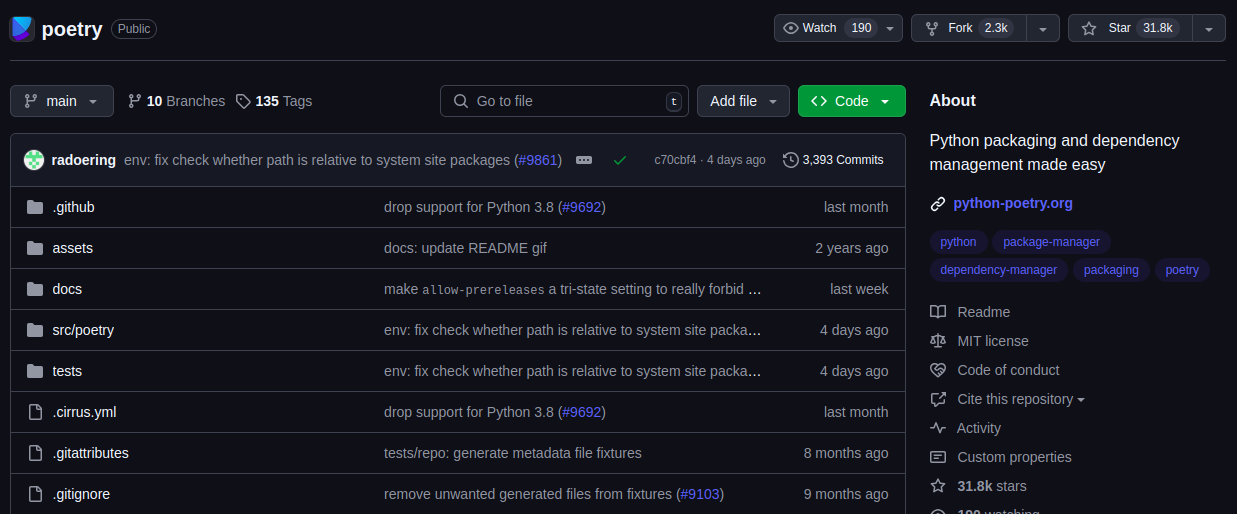 poetry Public Watch 190 Fork 2.3k Star 31.8k
main 10 Branches 135 Tags Go to file t Add file Code
radoering env: fix check whether path is relative to system site packages (#9861) c70cbf4 · 4 days ago 3,393 Commits
.github drop support for Python 3.8 (#9692) last month
assets docs: update README gif 2 years ago
docs make allow-prereleases a tri-state setting to really forbid … last week
src/poetry env: fix check whether path is relative to system site packa… 4 days ago
tests env: fix check whether path is relative to system site packa… 4 days ago
.cirrus.yml drop support for Python 3.8 (#9692) last month
.gitattributes tests/repo: generate metadata file fixtures 8 months ago
.gitignore remove unwanted generated files from fixtures (#9103) 9 months ago
About
Python packaging and dependency
management made easy
python-poetry.org
python package-manager
dependency-manager packaging poetry
Readme
MIT license
Code of conduct
Cite this repository
Activity
Custom properties
31.8k stars
190 watching